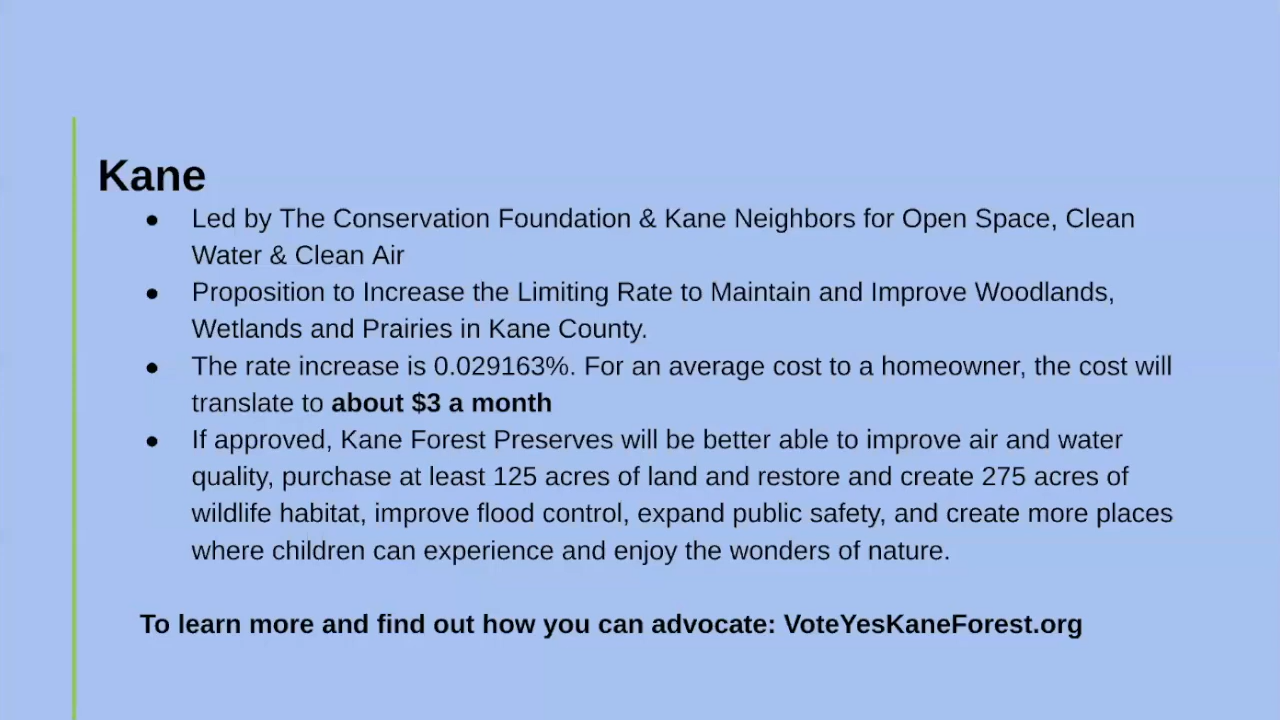 Kane
● Led by The Conservation Foundation & Kane Neighbors for Open Space, Clean
Water & Clean Air
● Proposition to Increase the Limiting Rate to Maintain and Improve Woodlands,
Wetlands and Prairies in Kane County.
● The rate increase is 0.029163%. For an average cost to a homeowner, the cost will
translate to about $3 a month
● If approved, Kane Forest Preserves will be better able to improve air and water
quality, purchase at least 125 acres of land and restore and create 275 acres of
wildlife habitat, improve flood control, expand public safety, and create more places
where children can experience and enjoy the wonders of nature.
To learn more and find out how you can advocate: VoteYesKaneForest.org